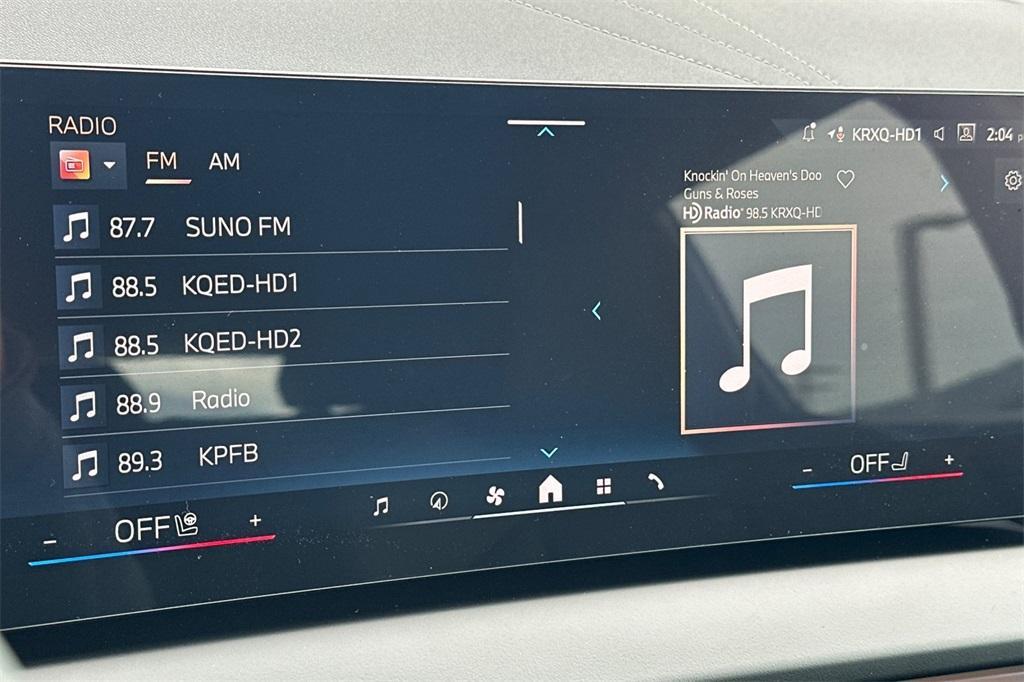 RADIO
FM AM
87.7 SUNO FM
88.5 KQED-HD1
88.5 KQED-HD2
88.9 Radio
89.3 KPFB
KRXQ-HD1 2:04
Knockin' On Heaven's Doo
Guns & Roses
HD Radio 98.5 KRXQ-HD
- OFF +
- OFF +